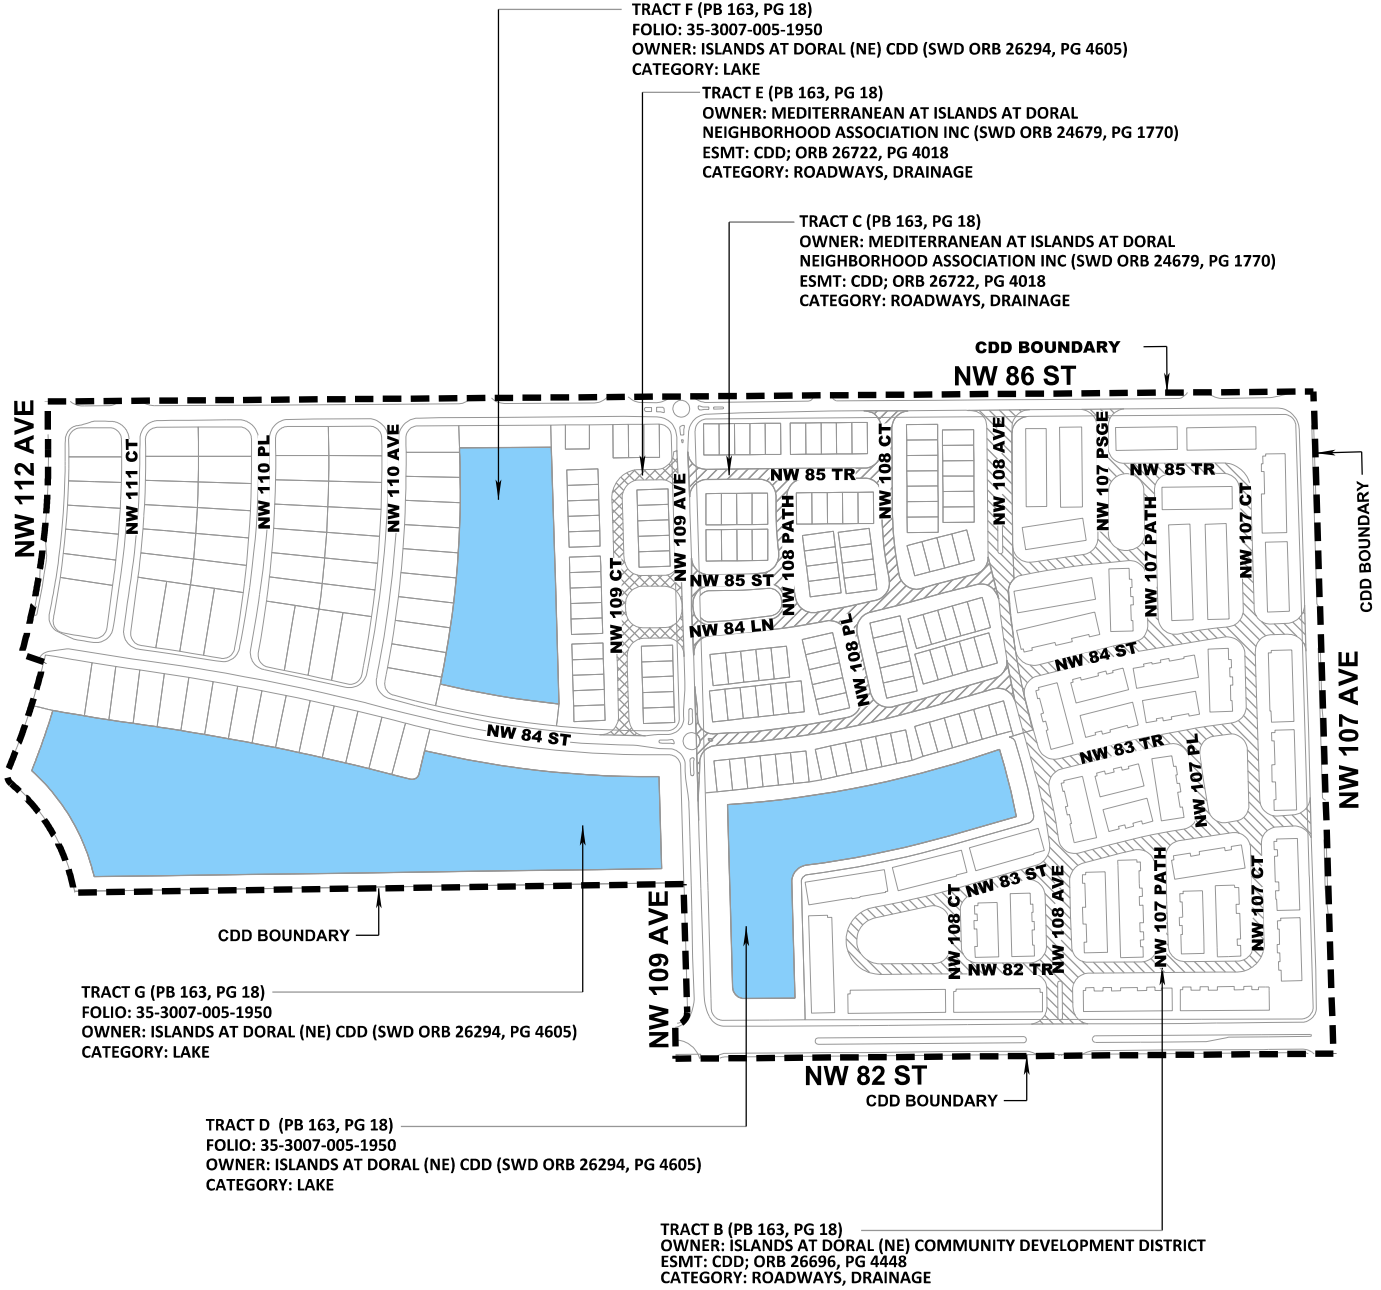 TRACT F (PB 163, PG 18)
FOLIO: 35-3007-005-1950
OWNER: ISLANDS AT DORAL (NE) CDD (SWD ORB 26294, PG 4605)
CATEGORY: LAKE
TRACT E (PB 163, PG 18)
OWNER: MEDITERRANEAN AT ISLANDS AT DORAL
NEIGHBORHOOD ASSOCIATION INC (SWD ORB 24679, PG 1770)
ESMT: CDD; ORB 26722, PG 4018
CATEGORY: ROADWAYS, DRAINAGE
TRACT C (PB 163, PG 18)
OWNER: MEDITERRANEAN AT ISLANDS AT DORAL
NEIGHBORHOOD ASSOCIATION INC (SWD ORB 24679, PG 1770)
ESMT: CDD; ORB 26722, PG 4018
CATEGORY: ROADWAYS, DRAINAGE
CDD BOUNDARY
NW 86 ST
NW 112 AVE
NW 111 CT
NW 110 PL
NW 110 AVE
NW 109 CT
NW 109 AVE
NW 85 TR
NW 108 PATH
NW 108 CT
NW 108 AVE
NW 107 PSGE
NW 85 TR
NW 107 PATH
NW 107 CT
CDD BOUNDARY
NW 85 ST
NW 84 LN
NW 108 PL
NW 84 ST
NW 107 AVE
NW 84 ST
NW 83 TR
NW 107 PL
NW 83 ST
NW 108 CT
NW 108 AVE
NW 107 PATH
NW 107 CT
NW 82 TR
CDD BOUNDARY
NW 109 AVE
TRACT G (PB 163, PG 18)
FOLIO: 35-3007-005-1950
OWNER: ISLANDS AT DORAL (NE) CDD (SWD ORB 26294, PG 4605)
CATEGORY: LAKE
NW 82 ST
CDD BOUNDARY
TRACT D (PB 163, PG 18)
FOLIO: 35-3007-005-1950
OWNER: ISLANDS AT DORAL (NE) CDD (SWD ORB 26294, PG 4605)
CATEGORY: LAKE
TRACT B (PB 163, PG 18)
OWNER: ISLANDS AT DORAL (NE) COMMUNITY DEVELOPMENT DISTRICT
ESMT: CDD; ORB 26696, PG 4448
CATEGORY: ROADWAYS, DRAINAGE